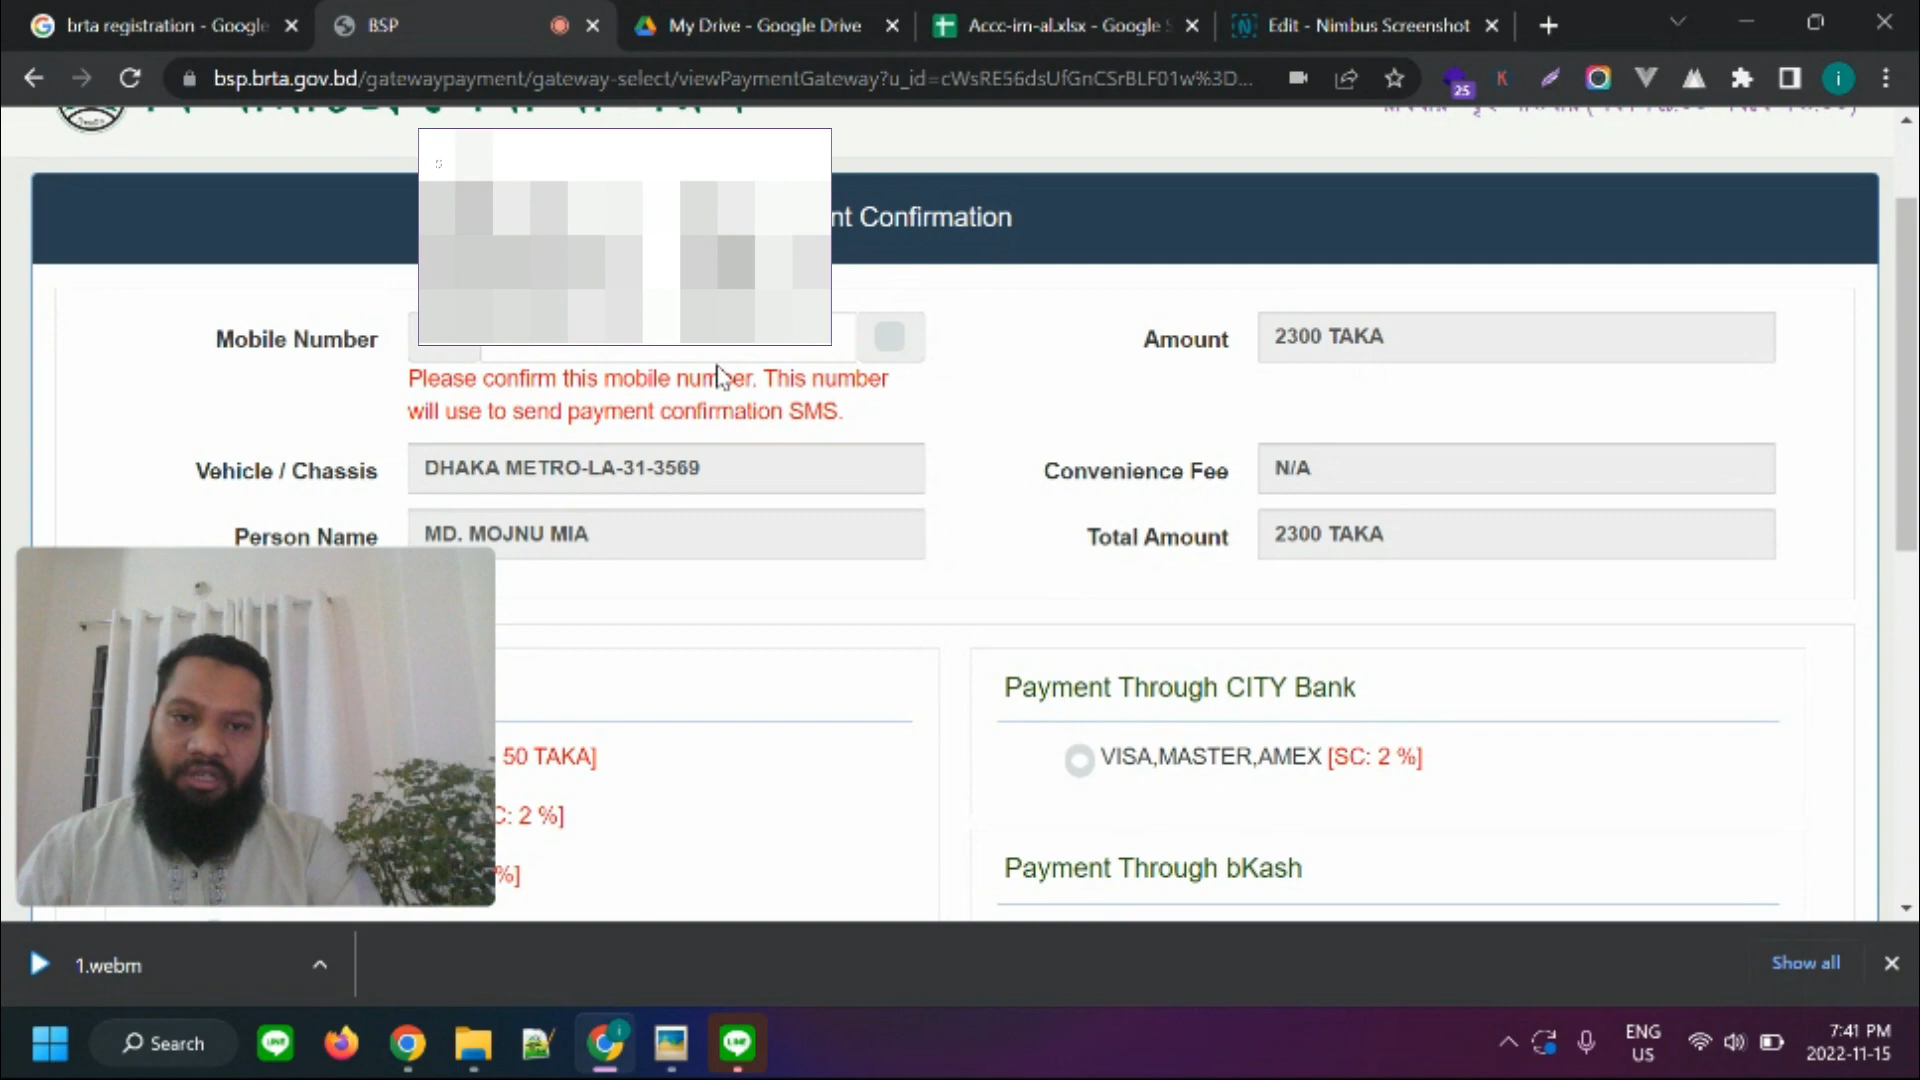 brta registration - Google
BSP
My Drive - Google Drive
Accc-im-al.xlsx - Google S
Edit - Nimbus Screenshot
bsp.brta.gov.bd/gatewaypayment/gateway-select/viewPaymentGateway?u_id=cWsRES6dsUfGnCSrBLF01w%3D...
25
K
i
nt Confirmation
Mobile Number
Amount
2300 TAKA
Please confirm this mobile number. This number
will use to send payment confirmation SMS.
Vehicle / Chassis
DHAKA METRO-LA-31-3569
Convenience Fee
N/A
Person Name
MD. MOJNU MIA
Total Amount
2300 TAKA
50 TAKA]
C: 2 %]
%]
Payment Through CITY Bank
VISA,MASTER,AMEX [SC: 2 %]
Payment Through bKash
1.webm
Show all
Search
ENG
US
7:41 PM
2022-11-15